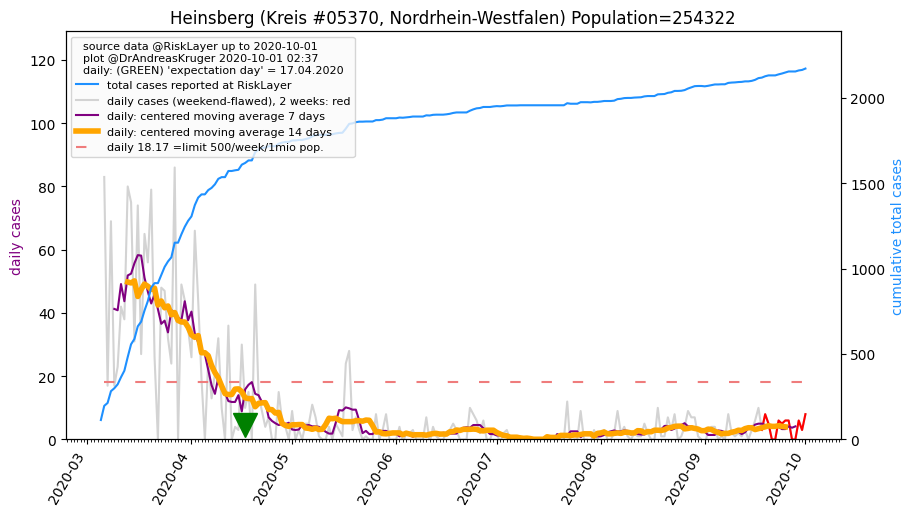 Heinsberg (Kreis #05370, Nordrhein-Westfalen) Population=254322
source data @RiskLayer up to 2020-10-01
plot @DrAndreasKruger 2020-10-01 02:37
daily: (GREEN) 'expectation day' = 17.04.2020
total cases reported at RiskLayer
daily cases (weekend-flawed), 2 weeks: red
daily: centered moving average 7 days
daily: centered moving average 14 days
daily 18.17 =limit 500/week/1mio pop.
daily cases
120
100
80
60
40
20
0
cumulative total cases
2000
1500
1000
500
0
2020-03
2020-04
2020-05
2020-06
2020-07
2020-08
2020-09
2020-10